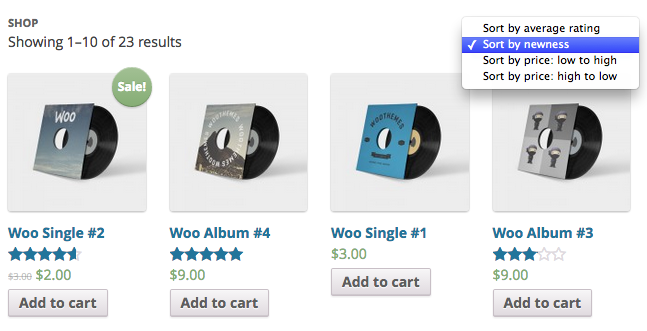 SHOP
Showing 1–10 of 23 results
Sort by average rating
✓ Sort by newness
Sort by price: low to high
Sort by price: high to low
Sale!
WOO
WOOTHEMES
WOOTHEMES
Woo Single #2
$3.00 $2.00
Add to cart
Woo Album #4
$9.00
Add to cart
Woo Single #1
$3.00
Add to cart
Woo Album #3
$9.00
Add to cart